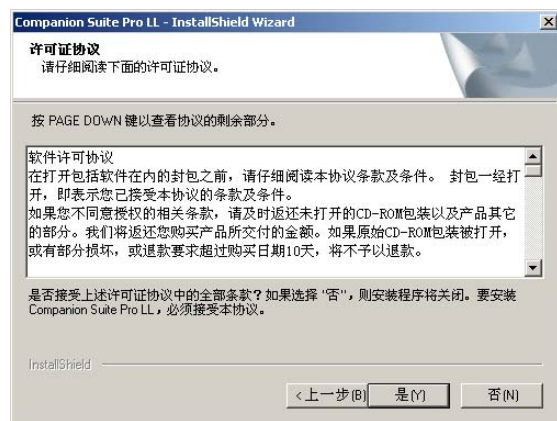 Companion Suite Pro LL - InstallShield Wizard
许可证协议
请仔细阅读下面的许可证协议。
按 PAGE DOWN 键以查看协议的剩余部分。
软件许可协议
在打开包括软件在内的封包之前，请仔细阅读本协议条款及条件。 封包一经打
开，即表示您已接受本协议的条款及条件。
如果您不同意授权的相关条款，请及时返还未打开的CD-ROM包装以及产品其它
的部分。我们将返还您购买产品所交付的金额。如果原始CD-ROM包装被打开，
或有部分损坏，或退款要求超过购买日期10天，将不予以退款。
是否接受上述许可证协议中的全部条款？如果选择 “否”，则安装程序将关闭。要安装
Companion Suite Pro LL，必须接受本协议。
InstallShield
<上一步(B) 是(Y) 否(N)